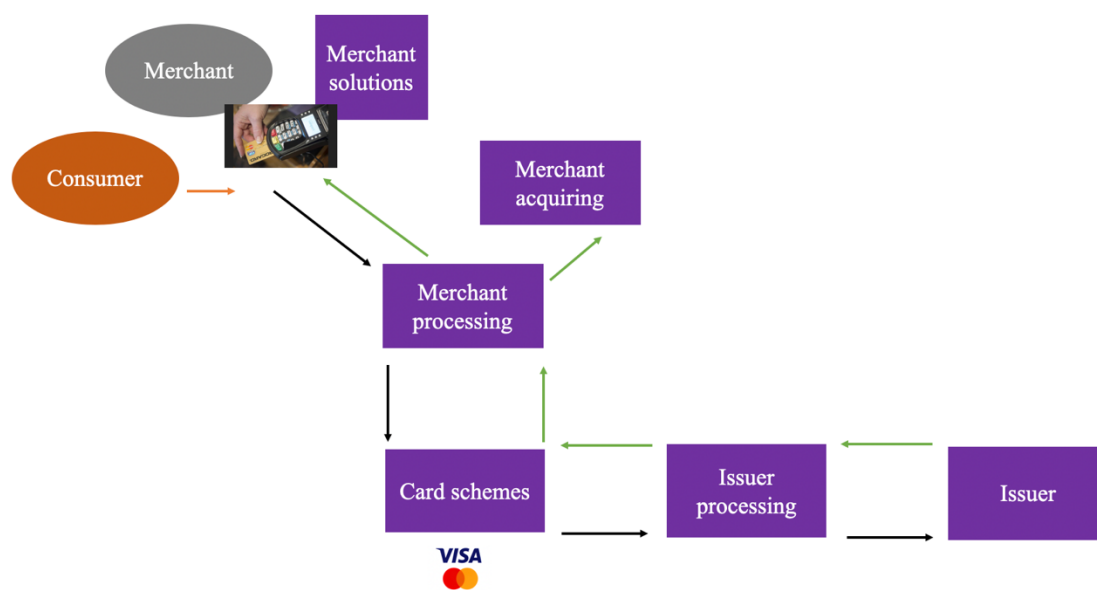 Merchant
Merchant
solutions
Consumer
Merchant
acquiring
Merchant
processing
Card schemes
Issuer
processing
Issuer
VISA